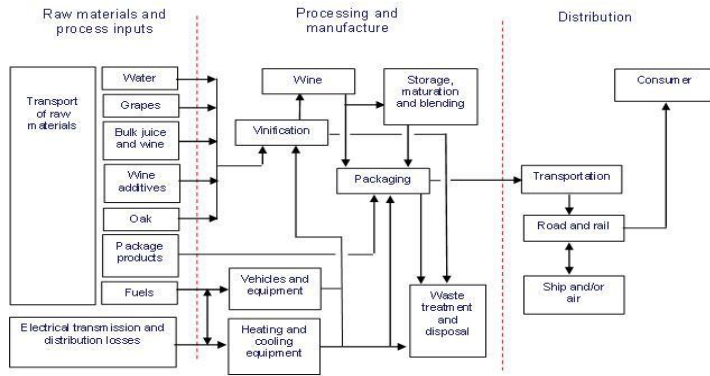 Raw materials and
process inputs
Processing and
manufacture
Distribution
Transport
of raw
materials
Water
Grapes
Bulk juice
and wine
Wine
additives
Oak
Package
products
Fuels
Electrical transmission and
distribution losses
Wine
Storage,
maturation
and blending
Vinification
Packaging
Vehicles and
equipment
Heating and
cooling
equipment
Waste
treatment
and
disposal
Consumer
Transportation
Road and rail
Ship and/or
air